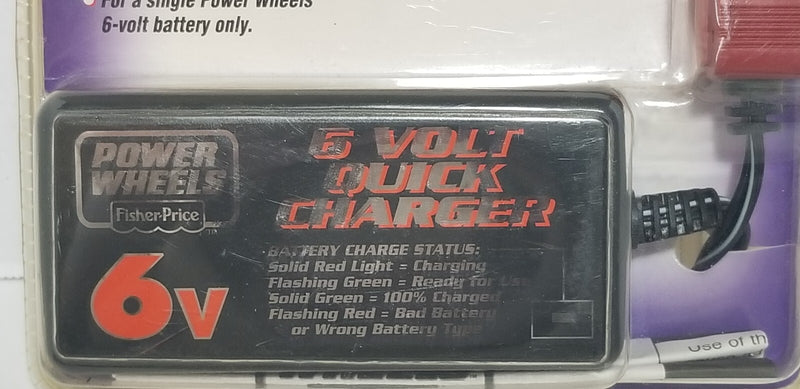 For a single Power Wheels
6-volt battery only.
POWER
WHEELS
Fisher-Price
TM
6V
6 VOLT
QUICK
CHARGER
BATTERY CHARGE STATUS:
Solid Red Light = Charging
Flashing Green = Ready for Use
Solid Green = 100% Charged
Flashing Red = Bad Battery
or Wrong Battery Type
Use of th